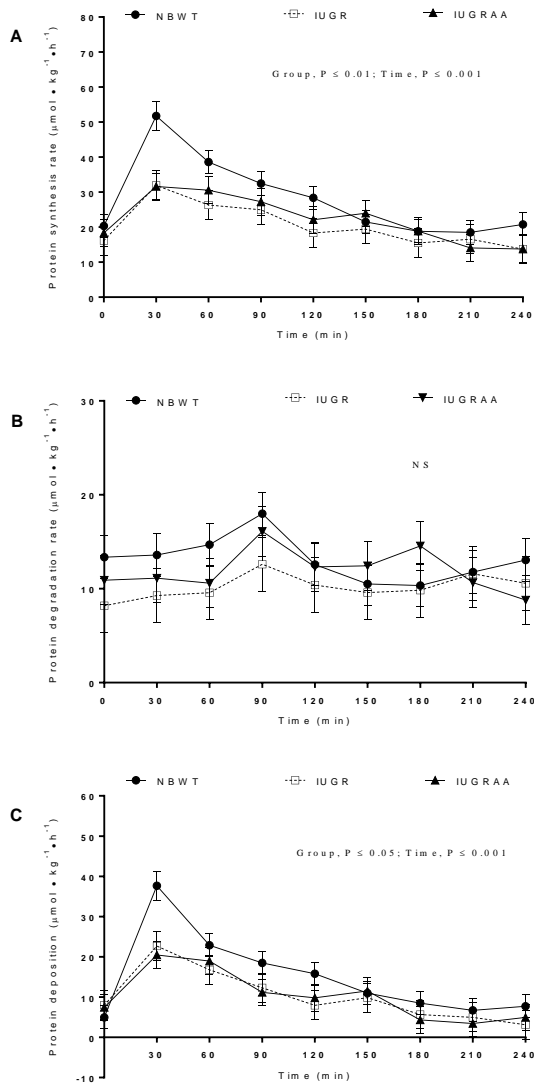 A
NBWT IUGR IUGRAA
Group, P ≤ 0.01; Time, P ≤ 0.001
Protein synthesis rate (μmol • kg⁻¹•h⁻¹)
80
70
60
50
40
30
20
10
0
0 30 60 90 120 150 180 210 240
Time (min)
B
NBWT IUGR IUGRAA
NS
Protein degradation rate (μmol • kg⁻¹•h⁻¹)
30
20
10
0
0 30 60 90 120 150 180 210 240
Time (min)
C
NBWT IUGR IUGRAA
Group, P ≤ 0.05; Time, P ≤ 0.001
Protein deposition (μmol • kg⁻¹•h⁻¹)
60
50
40
30
20
10
0
-10
30 60 90 120 150 180 210 240
Time (min)